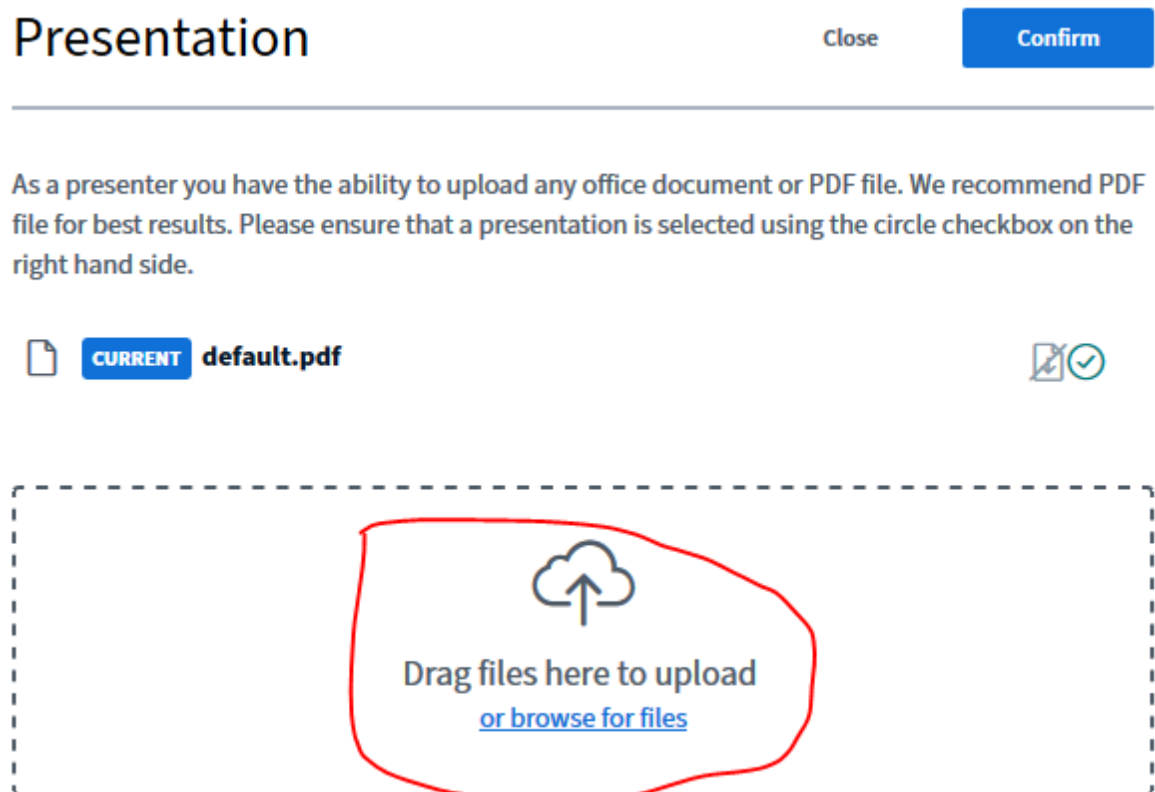 Presentation
Close
Confirm
As a presenter you have the ability to upload any office document or PDF file. We recommend PDF
file for best results. Please ensure that a presentation is selected using the circle checkbox on the
right hand side.
CURRENT default.pdf
Drag files here to upload
or browse for files